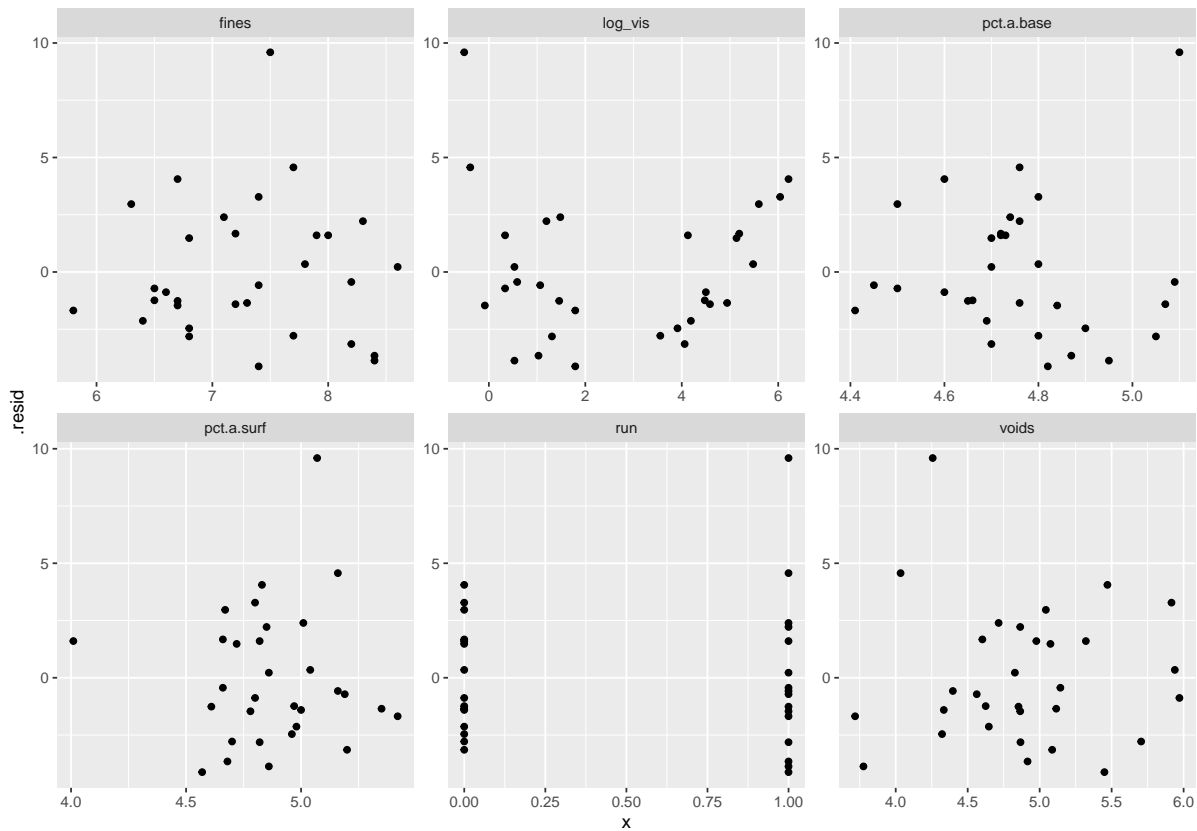 fines log_vis pct.a.base
10
5
0
6 7 8
0 2 4 6
4.4 4.6 4.8 5.0
.resid
pct.a.surf run voids
10
5
0
4.0 4.5 5.0
0.00 0.25 0.50 0.75 1.00
4.0 4.5 5.0 5.5 6.0
x